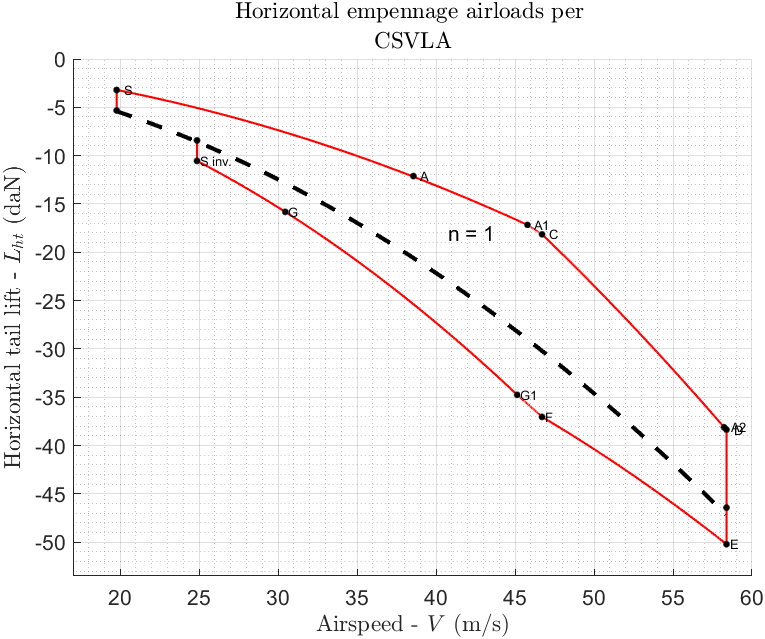 Horizontal empennage airloads per
CSVLA
0
-5
-10
-15
-20
-25
-30
-35
-40
-45
-50
Horizontal tail lift - L_ht (daN)
S
S inv.
G
A
n = 1
A1
C
G1
F
A2
D
E
20 25 30 35 40 45 50 55 60
Airspeed - V (m/s)